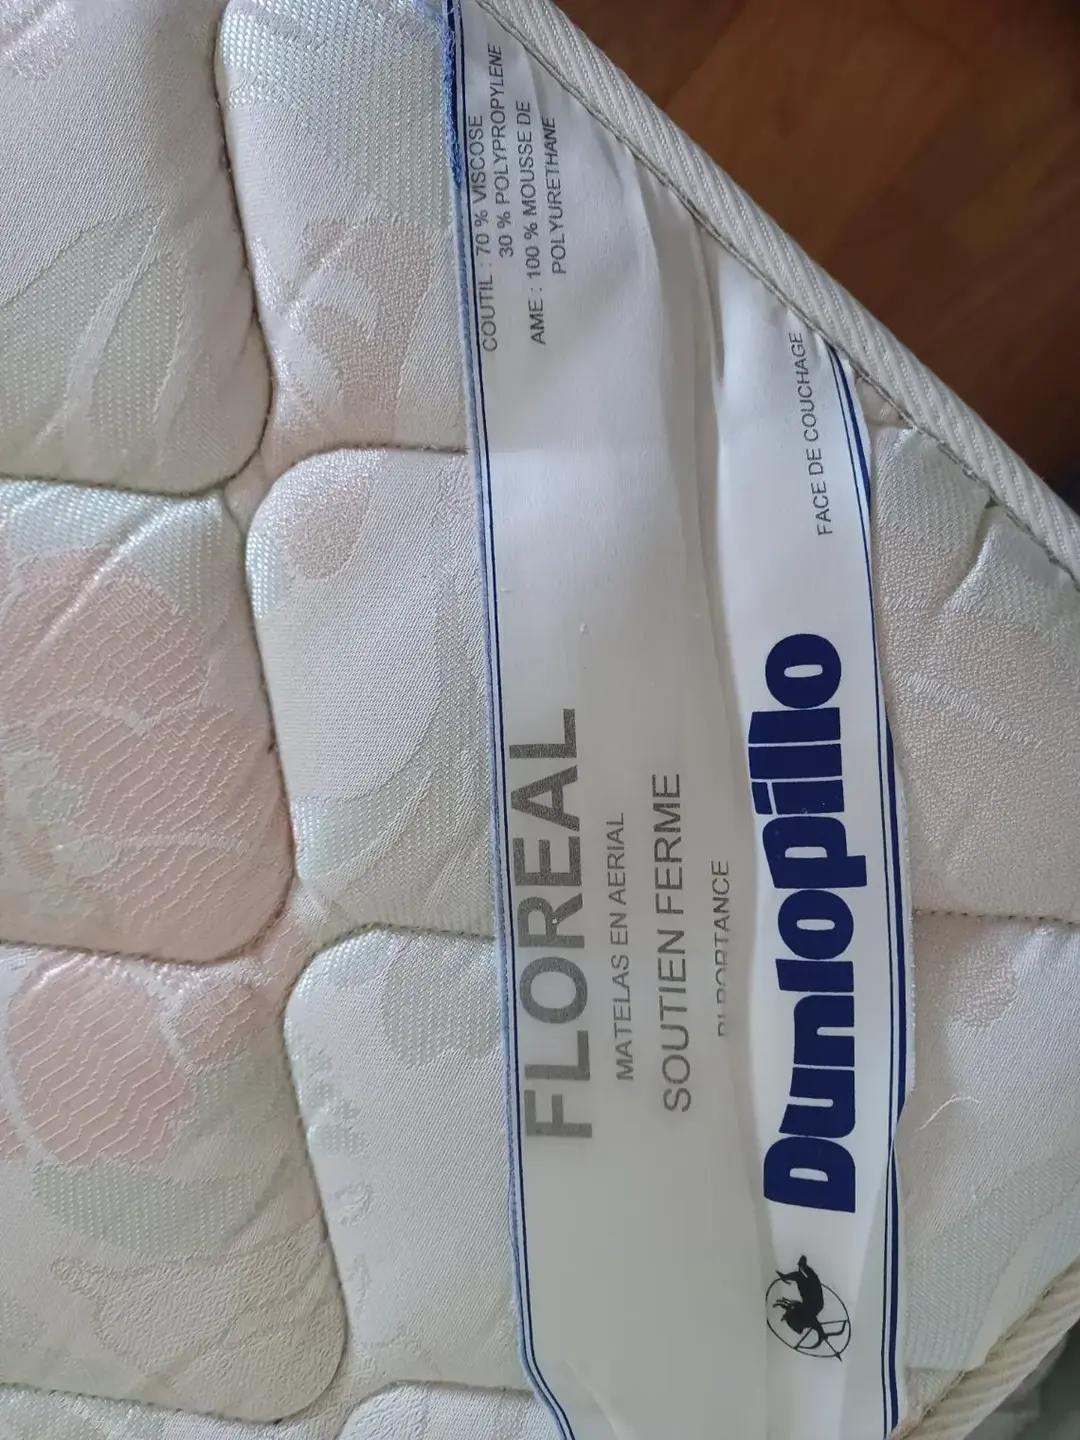 Dunlopillo
FACE DE COUCHAGE
FLOREAL
MATELAS EN AERIAL
SOUTIEN FERME
COUTIL : 70 % VISCOSE
30 % POLYPROPYLENE
AME : 100 % MOUSSE DE
POLYURETHANE